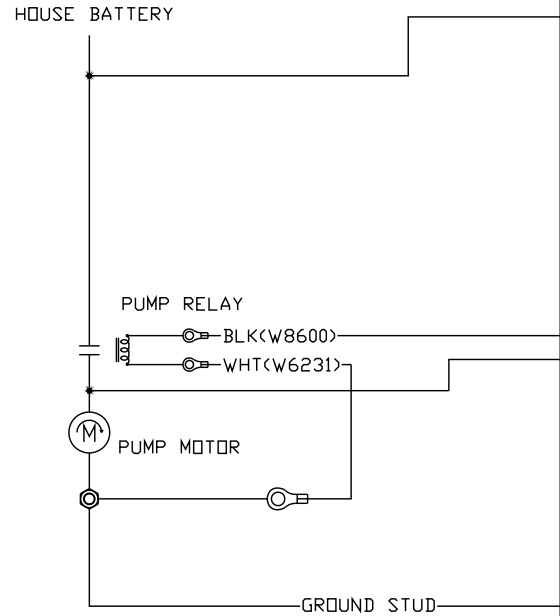 HOUSE BATTERY
PUMP RELAY
BLK(W8600)
WHT(W6231)
M
PUMP MOTOR
GROUND STUD